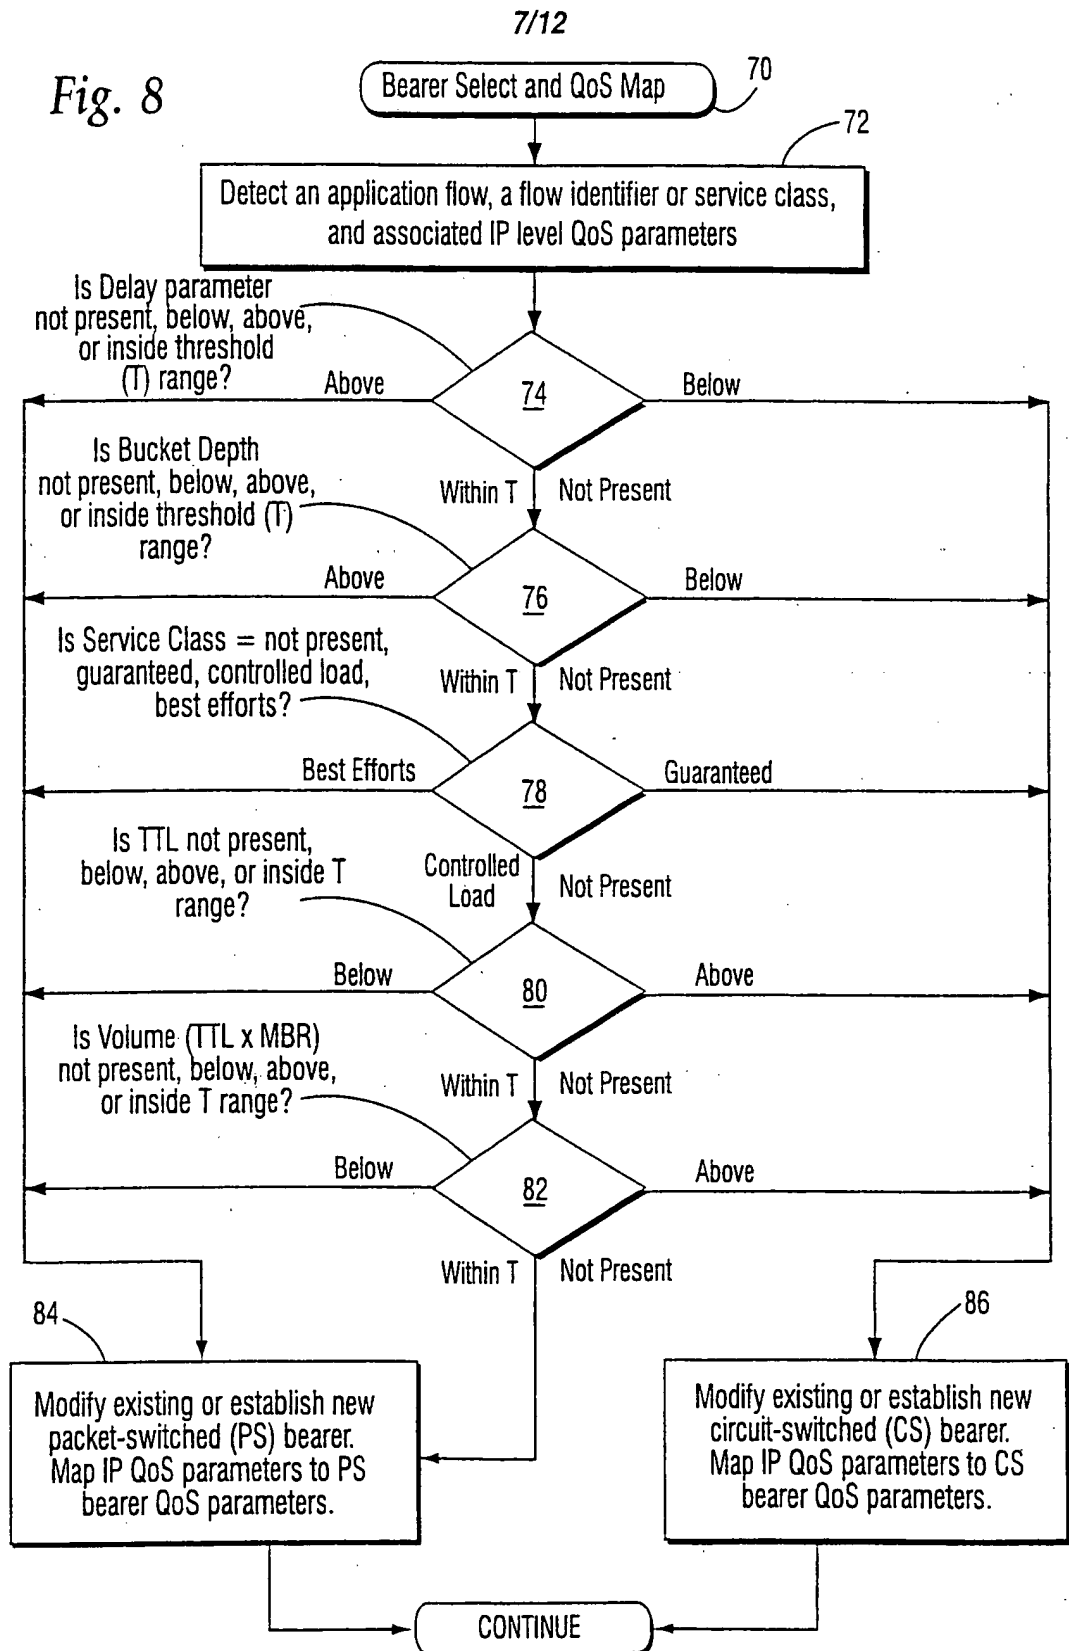 7/12
Fig. 8
Bearer Select and QoS Map
70
72
Detect an application flow, a flow identifier or service class,
and associated IP level QoS parameters
Is Delay parameter
not present, below, above,
or inside threshold
(T) range?
Above
74
Below
Within T
Not Present
Is Bucket Depth
not present, below, above,
or inside threshold (T)
range?
Above
76
Below
Within T
Not Present
Is Service Class = not present,
guaranteed, controlled load,
best efforts?
Best Efforts
78
Guaranteed
Controlled
Load
Not Present
Is TTL not present,
below, above, or inside T
range?
Below
80
Above
Within T
Not Present
Is Volume (TTL x MBR)
not present, below, above,
or inside T range?
Below
82
Above
Within T
Not Present
84
Modify existing or establish new
packet-switched (PS) bearer.
Map IP QoS parameters to PS
bearer QoS parameters.
86
Modify existing or establish new
circuit-switched (CS) bearer.
Map IP QoS parameters to CS
bearer QoS parameters.
CONTINUE